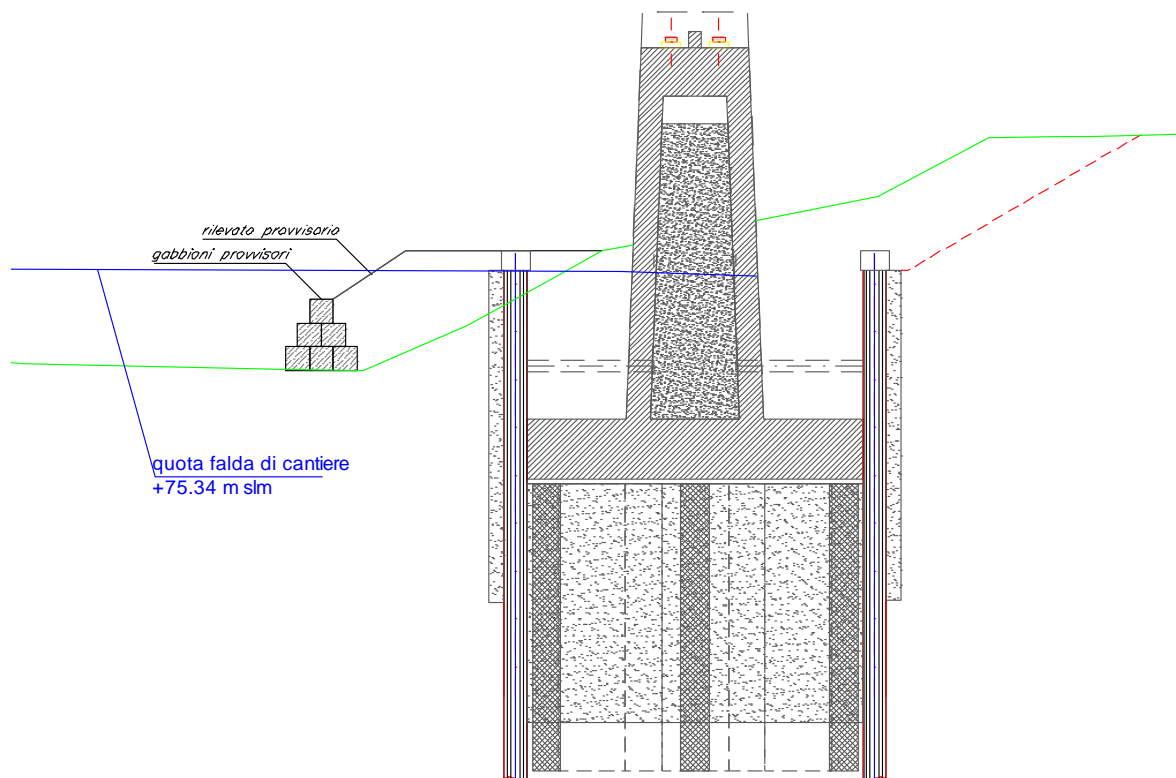 rilevato provvisorio
gabbioni provvisori
quota falda di cantiere
+75.34 m slm